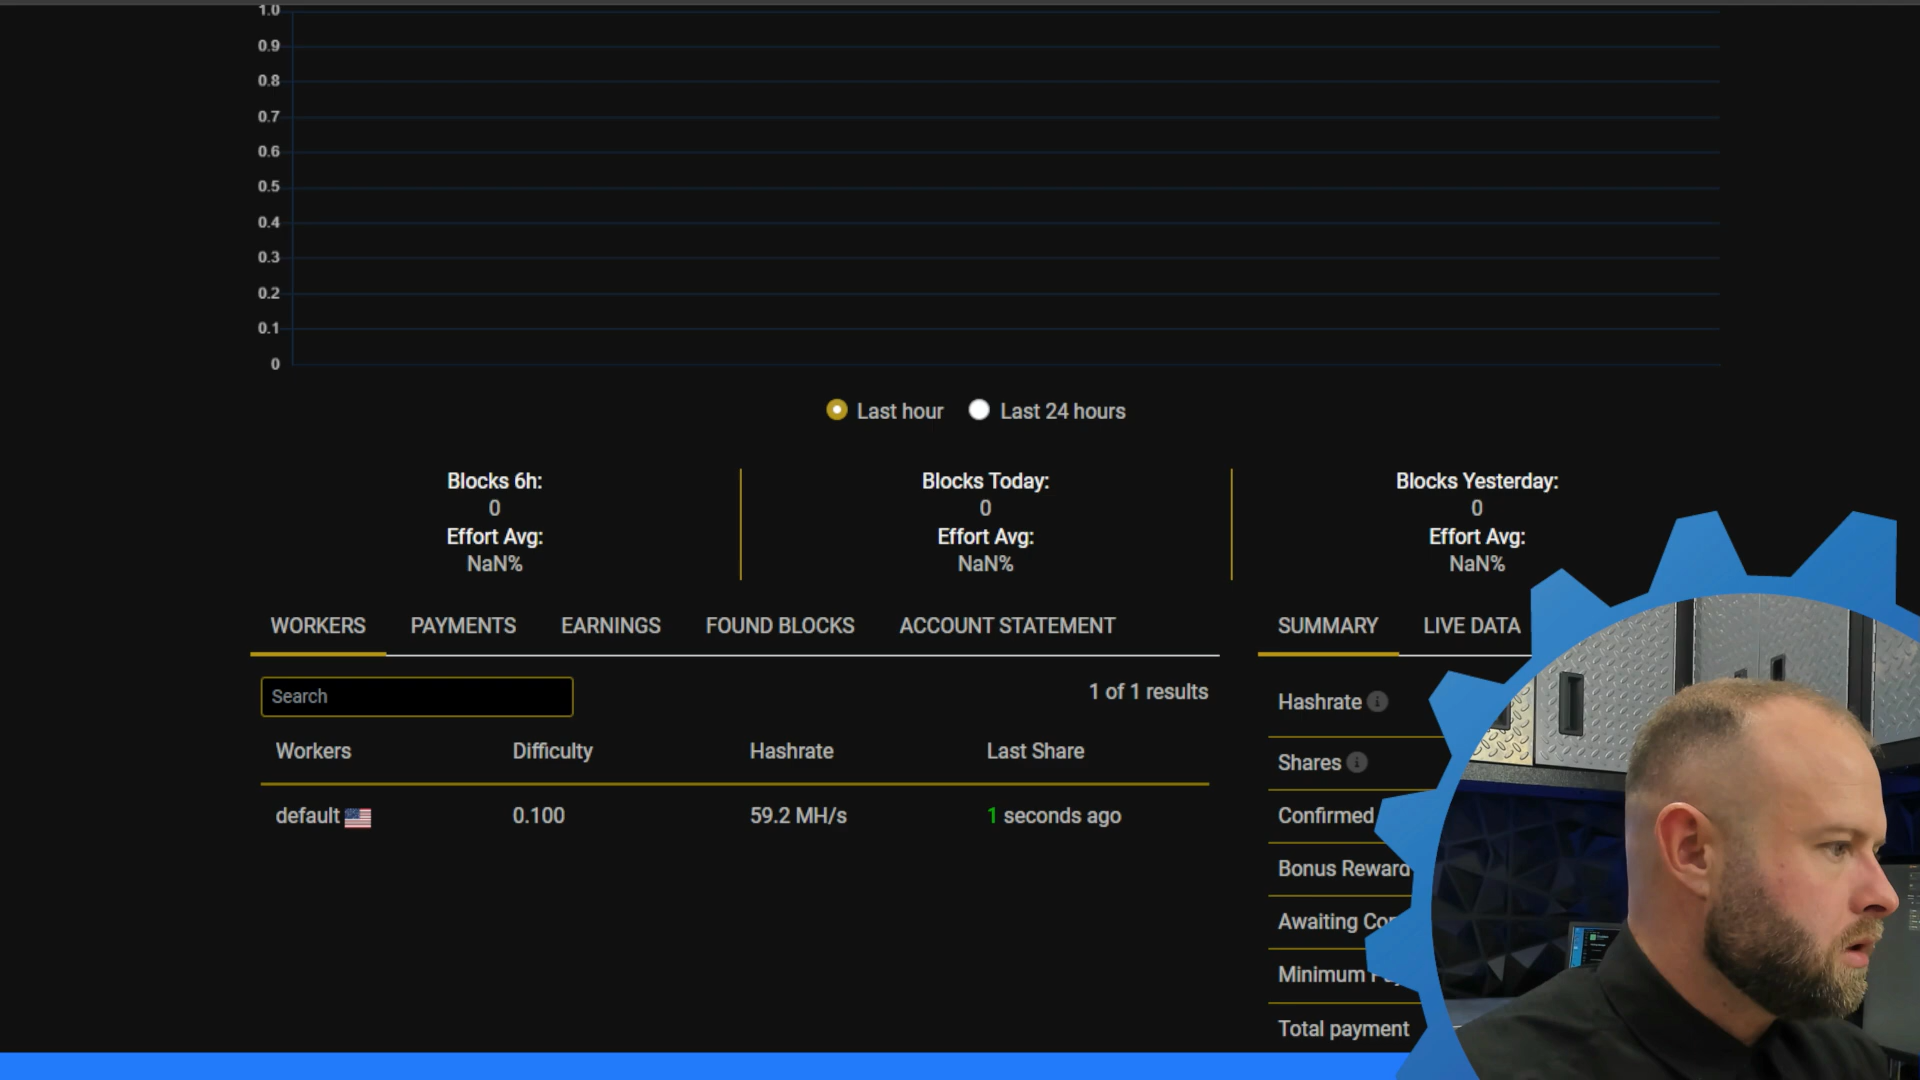 1.0
0.9
0.8
0.7
0.6
0.5
0.4
0.3
0.2
0.1
0
Last hour Last 24 hours
Blocks 6h:
0
Effort Avg:
NaN%
Blocks Today:
0
Effort Avg:
NaN%
Blocks Yesterday:
0
Effort Avg:
NaN%
WORKERS PAYMENTS EARNINGS FOUND BLOCKS ACCOUNT STATEMENT
Search
1 of 1 results
Workers Difficulty Hashrate Last Share
default 0.100 59.2 MH/s 1 seconds ago
SUMMARY LIVE DATA
Hashrate
Shares
Confirmed
Bonus Reward
Awaiting
Minimum
Total payment